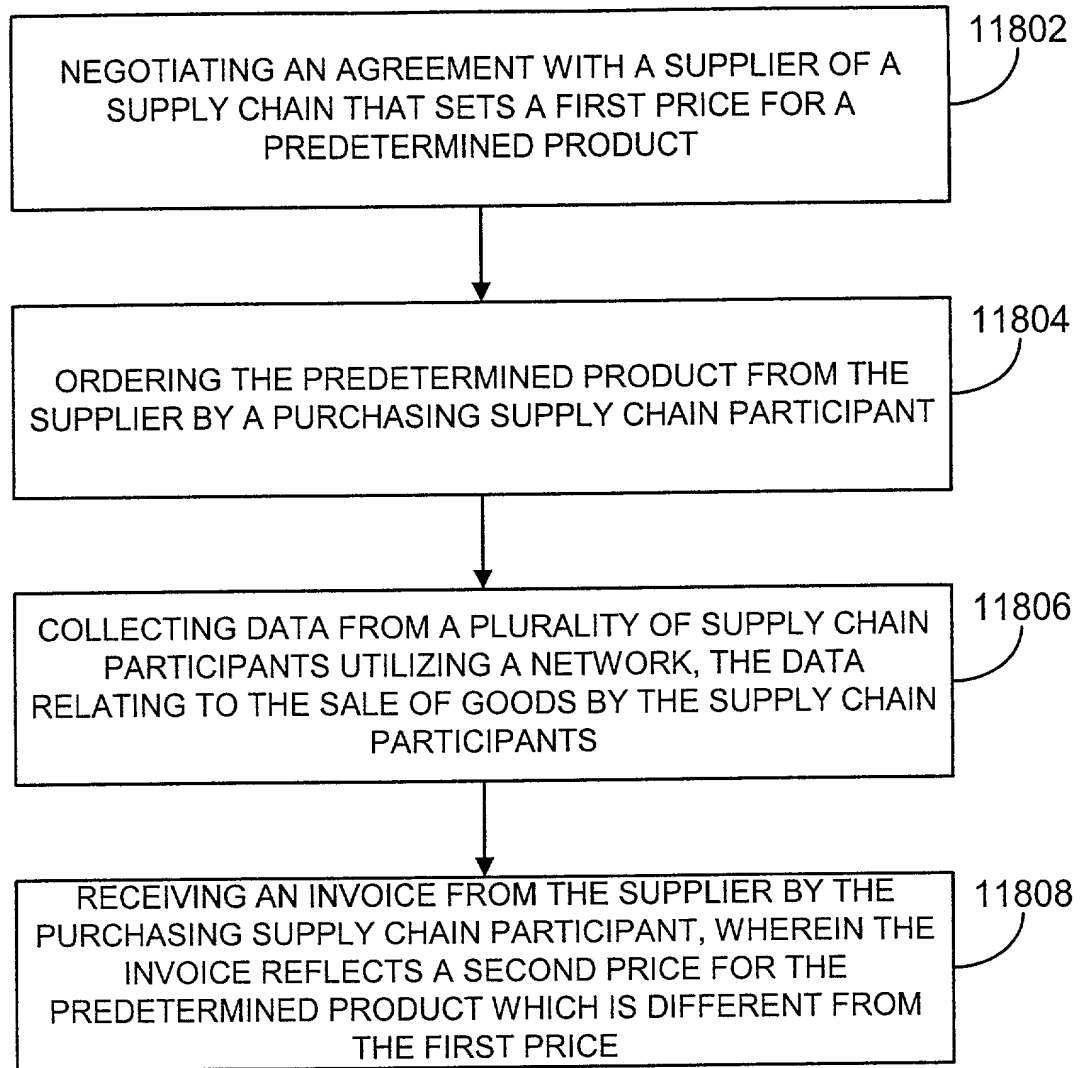 11802
NEGOTIATING AN AGREEMENT WITH A SUPPLIER OF A
SUPPLY CHAIN THAT SETS A FIRST PRICE FOR A
PREDETERMINED PRODUCT
11804
ORDERING THE PREDETERMINED PRODUCT FROM THE
SUPPLIER BY A PURCHASING SUPPLY CHAIN PARTICIPANT
11806
COLLECTING DATA FROM A PLURALITY OF SUPPLY CHAIN
PARTICIPANTS UTILIZING A NETWORK, THE DATA
RELATING TO THE SALE OF GOODS BY THE SUPPLY CHAIN
PARTICIPANTS
11808
RECEIVING AN INVOICE FROM THE SUPPLIER BY THE
PURCHASING SUPPLY CHAIN PARTICIPANT, WHEREIN THE
INVOICE REFLECTS A SECOND PRICE FOR THE
PREDETERMINED PRODUCT WHICH IS DIFFERENT FROM
THE FIRST PRICE